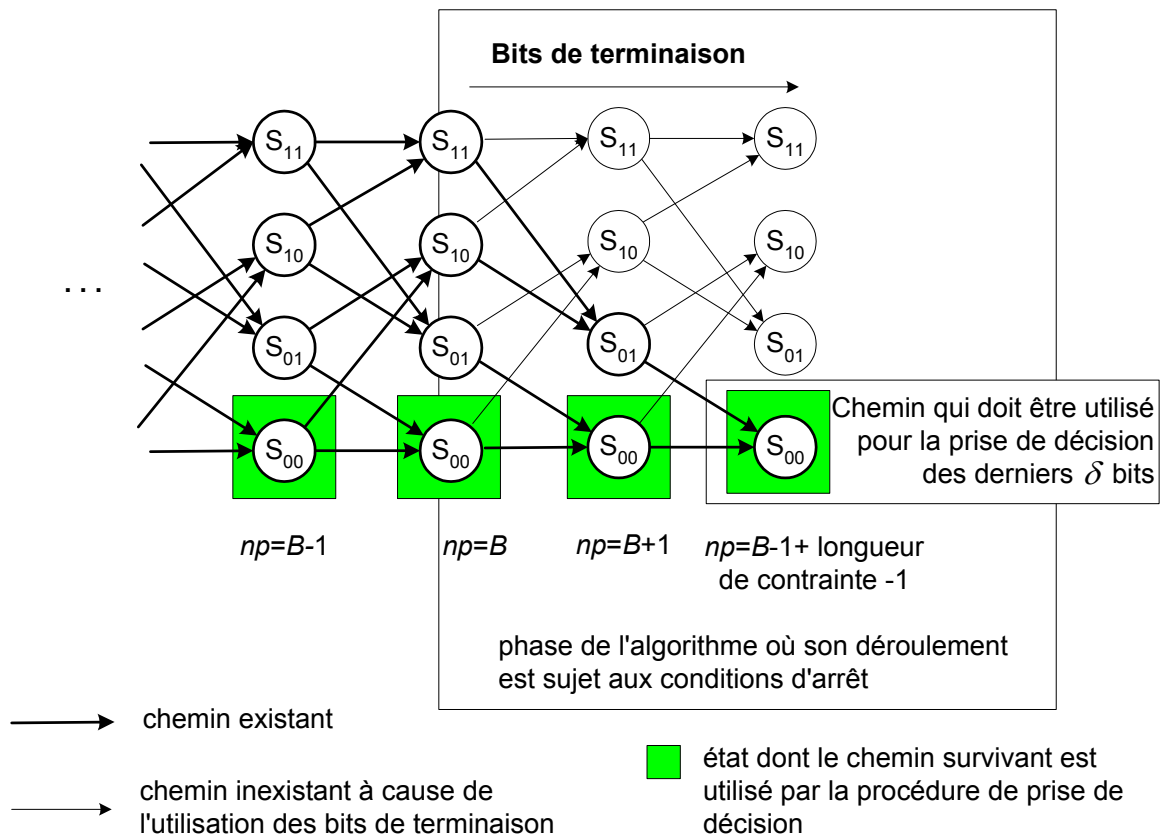 Bits de terminaison
S11 S11 S11 S11
S10 S10 S10 S10
. . .
S01 S01 S01 S01
S00 S00 S00 S00
Chemin qui doit être utilisé
pour la prise de décision
des derniers δ bits
np=B-1
np=B
np=B+1
np=B-1+ longueur
de contrainte -1
phase de l'algorithme où son déroulement
est sujet aux conditions d'arrêt
chemin existant
chemin inexistant à cause de
l'utilisation des bits de terminaison
état dont le chemin survivant est
utilisé par la procédure de prise de
décision